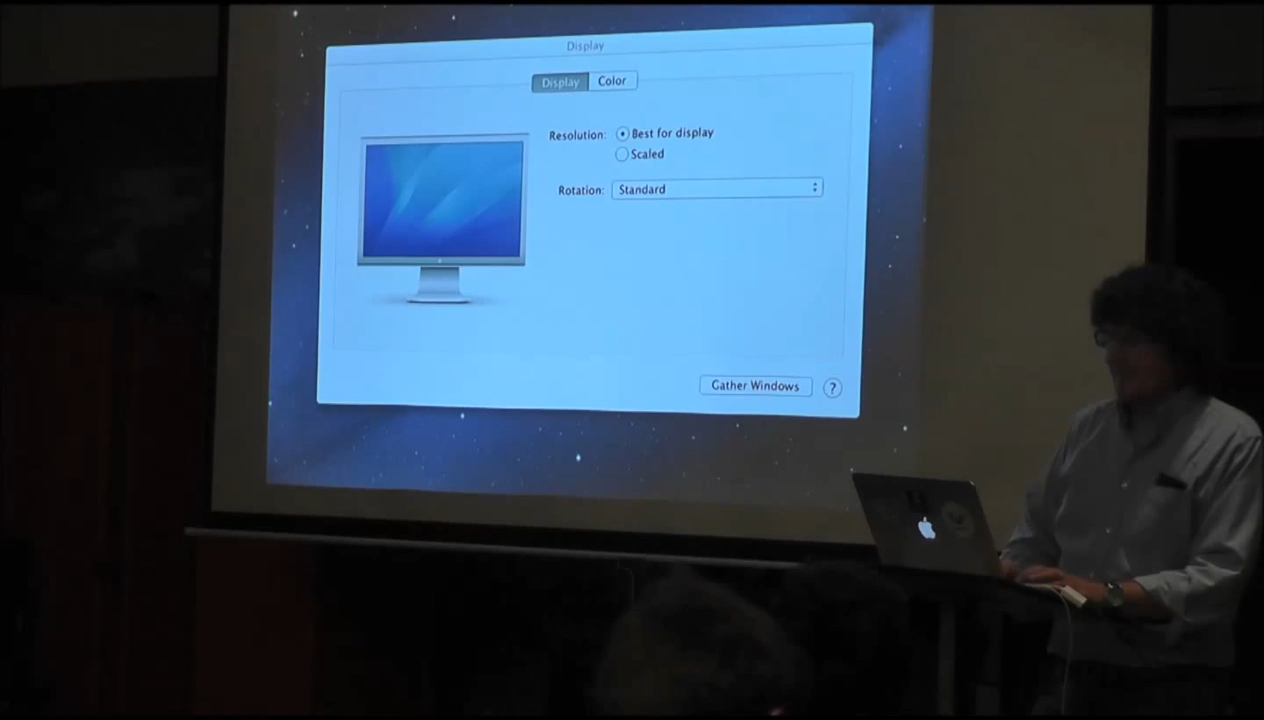 Display
Display Color
Resolution: Best for display
Scaled
Rotation: Standard
Gather Windows ?